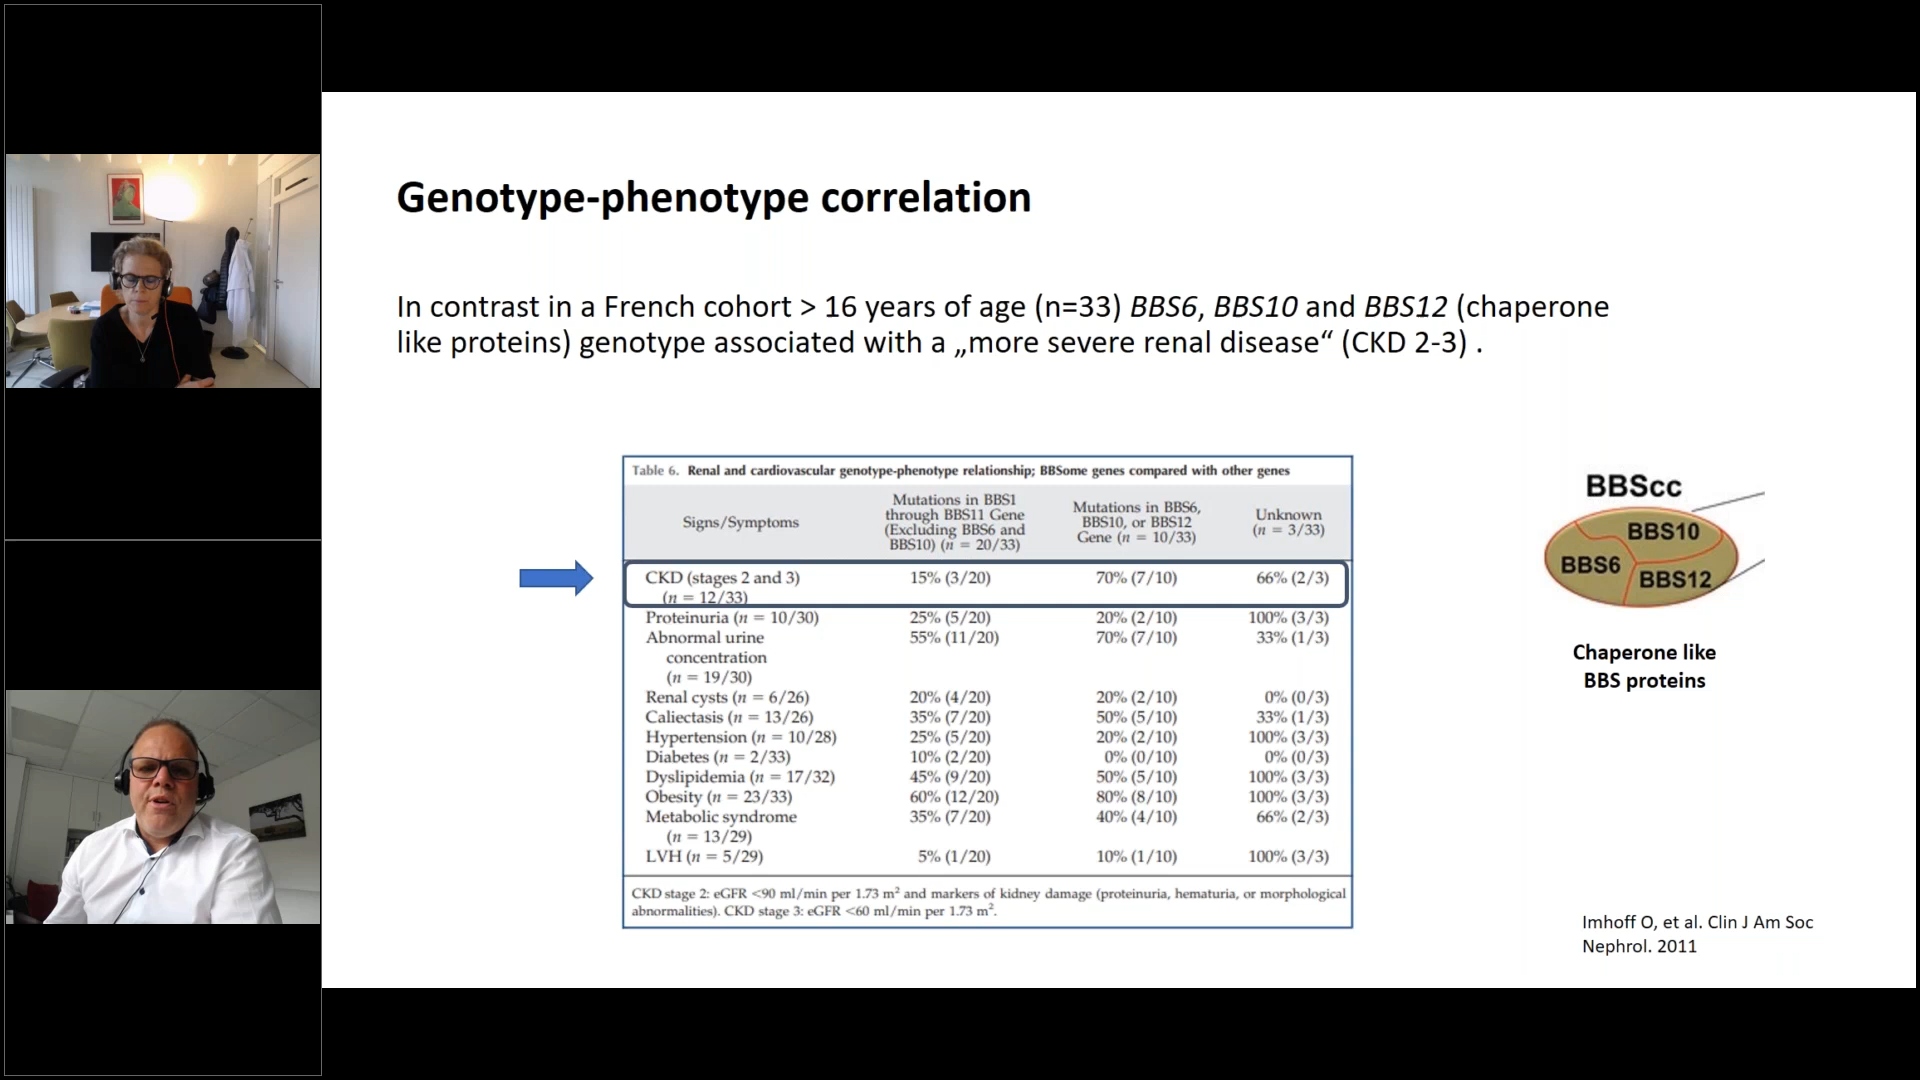 Genotype-phenotype correlation
In contrast in a French cohort > 16 years of age (n=33) BBS6, BBS10 and BBS12 (chaperone
like proteins) genotype associated with a „more severe renal disease“ (CKD 2-3) .
Table 6. Renal and cardiovascular genotype-phenotype relationship; BBSome genes compared with other genes
Signs/Symptoms
Mutations in BBS1
through BBS11 Gene
(Excluding BBS6 and
BBS10) (n = 20/33)
Mutations in BBS6,
BBS10, or BBS12
Gene (n = 10/33)
Unknown
(n = 3/33)
CKD (stages 2 and 3) 15% (3/20) 70% (7/10) 66% (2/3)
(n = 12/33)
Proteinuria (n = 10/30) 25% (5/20) 20% (2/10) 100% (3/3)
Abnormal urine 55% (11/20) 70% (7/10) 33% (1/3)
concentration
(n = 19/30)
Renal cysts (n = 6/26) 20% (4/20) 20% (2/10) 0% (0/3)
Caliectasis (n = 13/26) 35% (7/20) 50% (5/10) 33% (1/3)
Hypertension (n = 10/28) 25% (5/20) 20% (2/10) 100% (3/3)
Diabetes (n = 2/33) 10% (2/20) 0% (0/10) 0% (0/3)
Dyslipidemia (n = 17/32) 45% (9/20) 50% (5/10) 100% (3/3)
Obesity (n = 23/33) 60% (12/20) 80% (8/10) 100% (3/3)
Metabolic syndrome 35% (7/20) 40% (4/10) 66% (2/3)
(n = 13/29)
LVH (n = 5/29) 5% (1/20) 10% (1/10) 100% (3/3)
CKD stage 2: eGFR <90 ml/min per 1.73 m² and markers of kidney damage (proteinuria, hematuria, or morphological
abnormalities). CKD stage 3: eGFR <60 ml/min per 1.73 m².
BBScc
BBS10
BBS6
BBS12
Chaperone like
BBS proteins
Imhoff O, et al. Clin J Am Soc
Nephrol. 2011